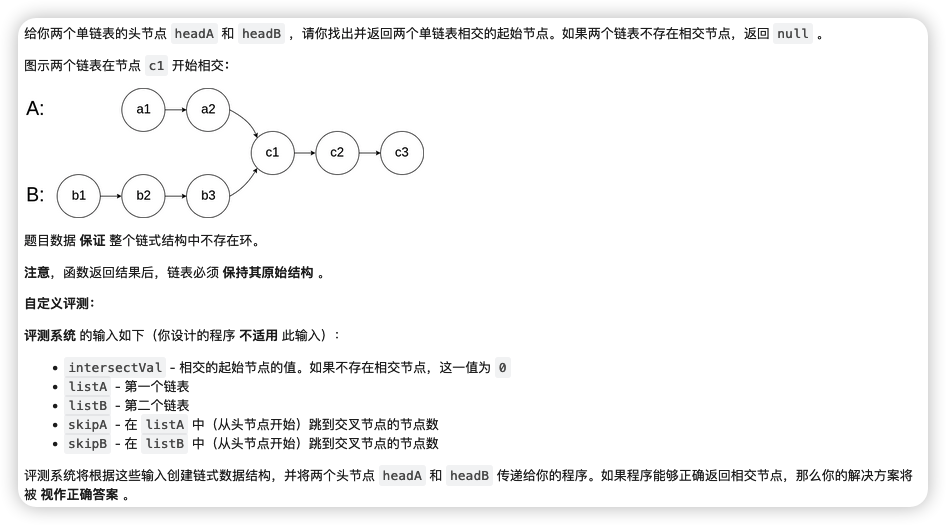 给你两个单链表的头节点 headA 和 headB ，请你找出并返回两个单链表相交的起始节点。如果两个链表不存在相交节点，返回 null 。
图示两个链表在节点 c1 开始相交：
A: a1 a2
c1 c2 c3
B: b1 b2 b3
题目数据 保证 整个链式结构中不存在环。
注意，函数返回结果后，链表必须 保持其原始结构 。
自定义评测：
评测系统 的输入如下（你设计的程序 不适用 此输入）：
• intersectVal - 相交的起始节点的值。如果不存在相交节点，这一值为 0
• listA - 第一个链表
• listB - 第二个链表
• skipA - 在 listA 中（从头节点开始）跳到交叉节点的节点数
• skipB - 在 listB 中（从头节点开始）跳到交叉节点的节点数
评测系统将根据这些输入创建链式数据结构，并将两个头节点 headA 和 headB 传递给你的程序。如果程序能够正确返回相交节点，那么你的解决方案将
被 视作正确答案 。